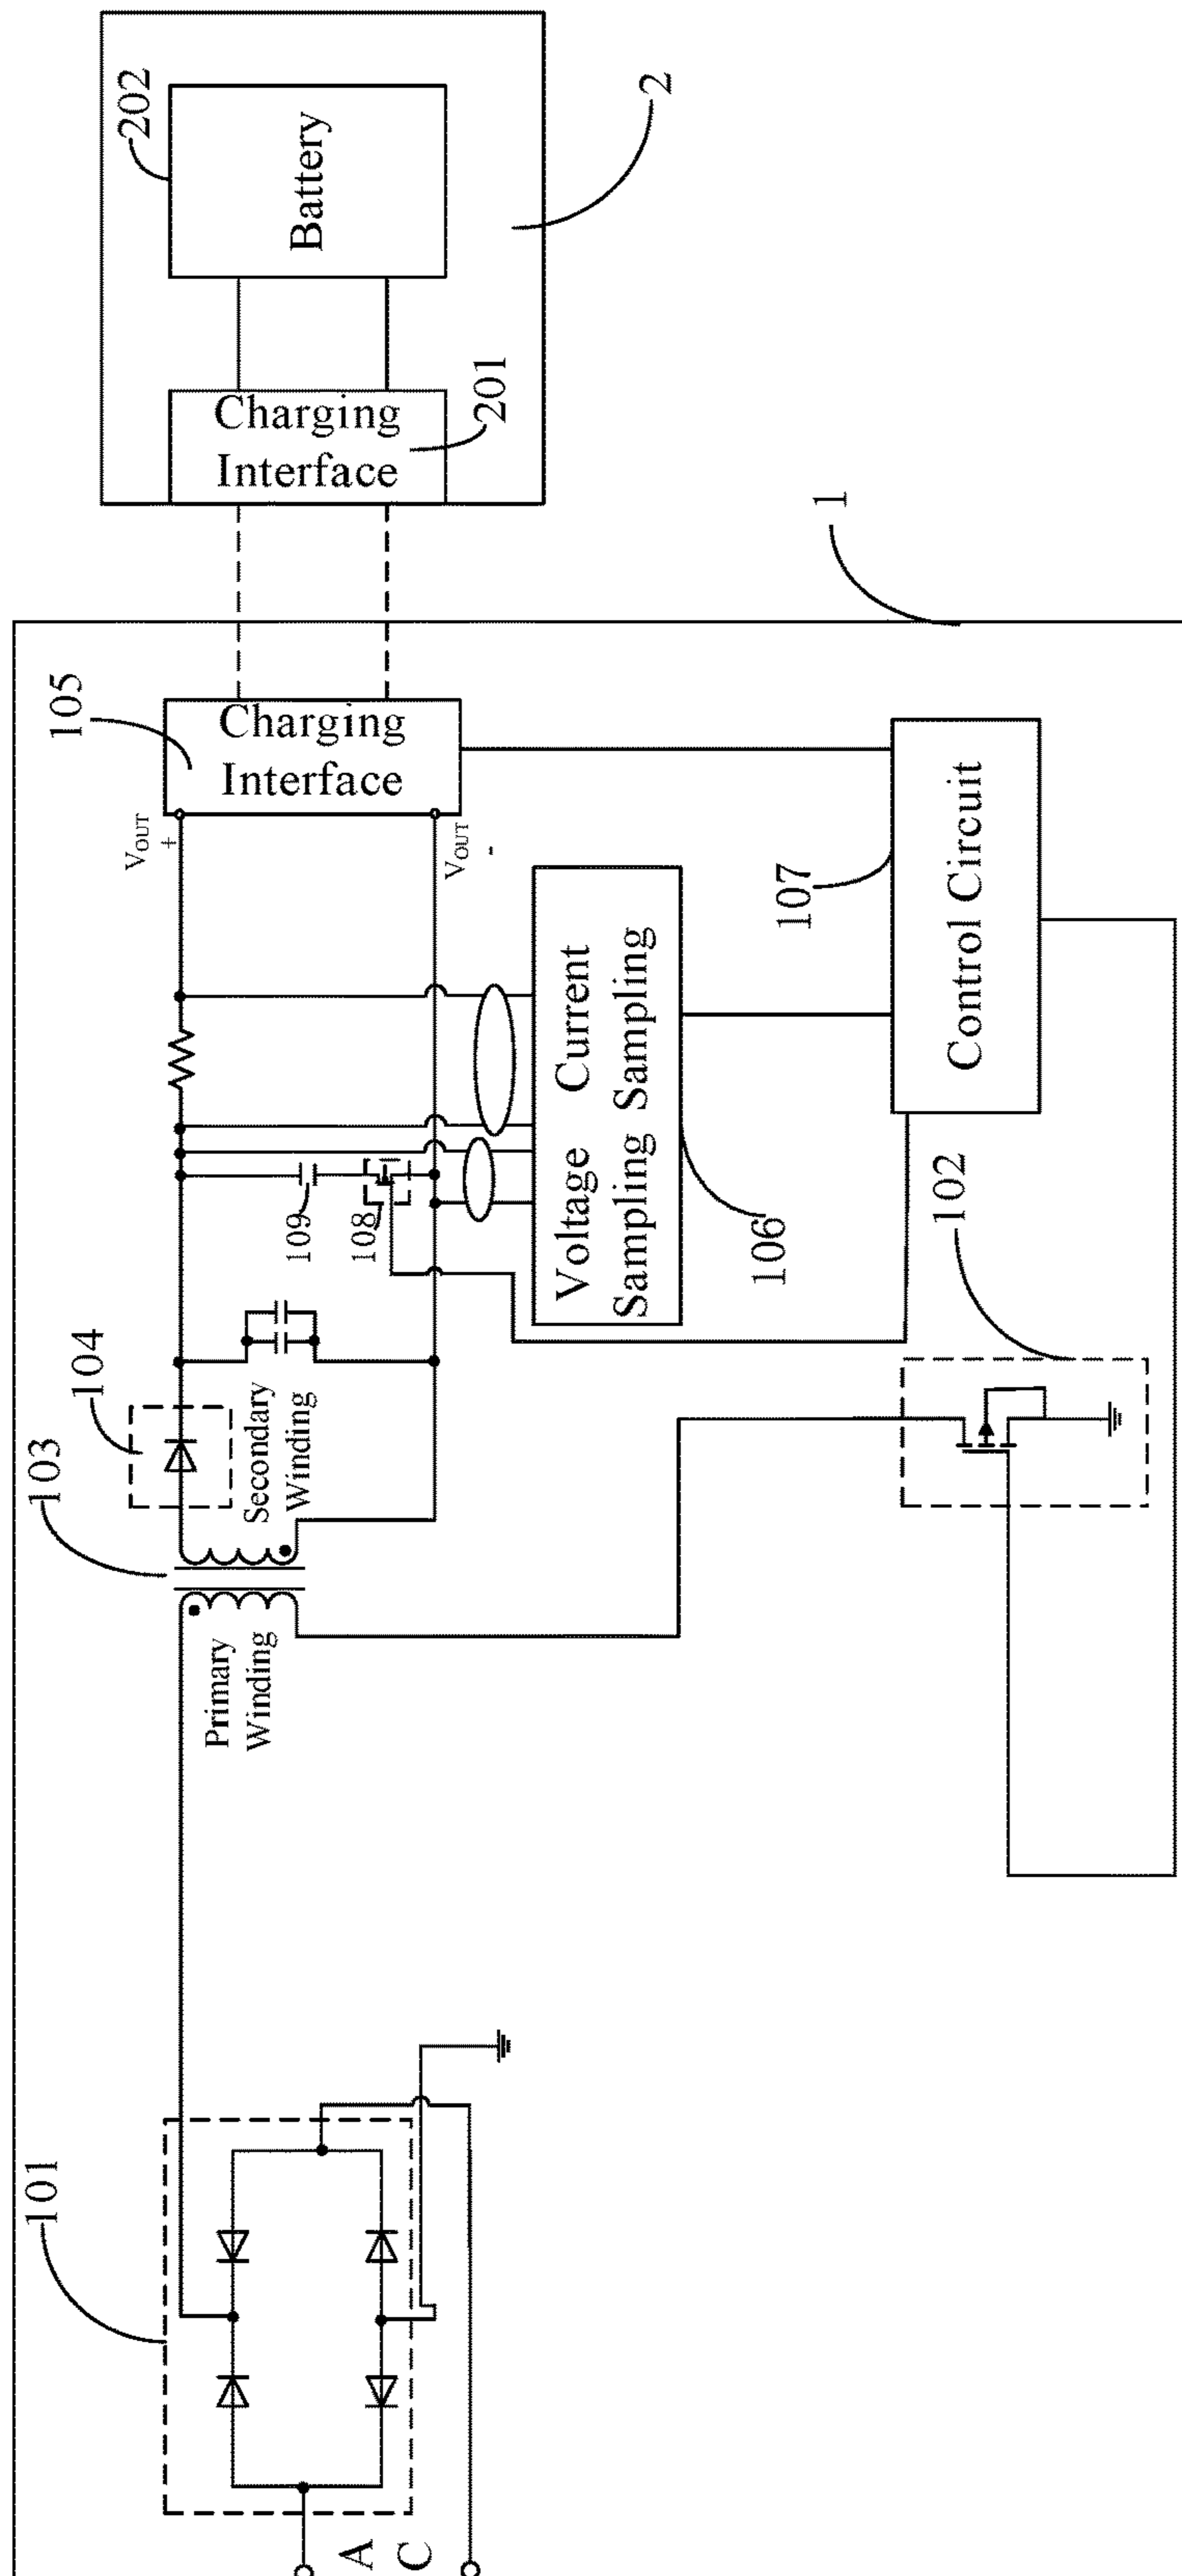 A
C
101
Primary
Winding
103
104
Secondary
Winding
109
108
Voltage
Sampling
Current
Sampling
106
102
VOUT
+
VOUT
-
105
Charging
Interface
107
Control Circuit
1
Charging
Interface
201
202
Battery
2